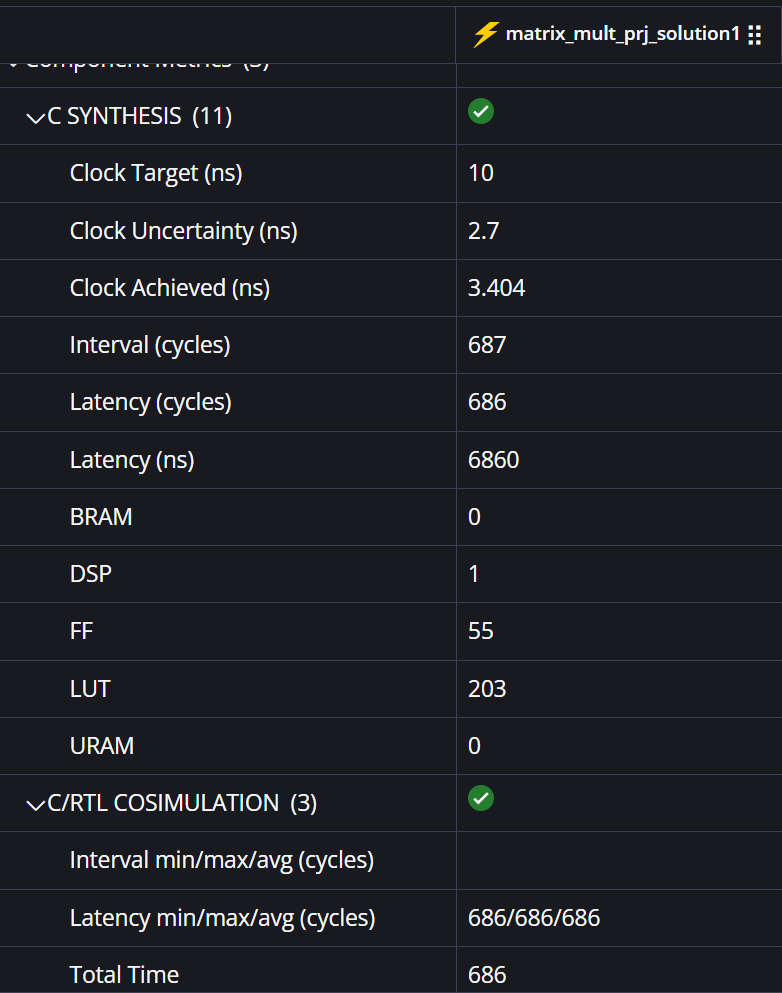 matrix_mult_prj_solution1
Component Metrics (3)
C SYNTHESIS (11)
Clock Target (ns) 10
Clock Uncertainty (ns) 2.7
Clock Achieved (ns) 3.404
Interval (cycles) 687
Latency (cycles) 686
Latency (ns) 6860
BRAM 0
DSP 1
FF 55
LUT 203
URAM 0
C/RTL COSIMULATION (3)
Interval min/max/avg (cycles)
Latency min/max/avg (cycles) 686/686/686
Total Time 686